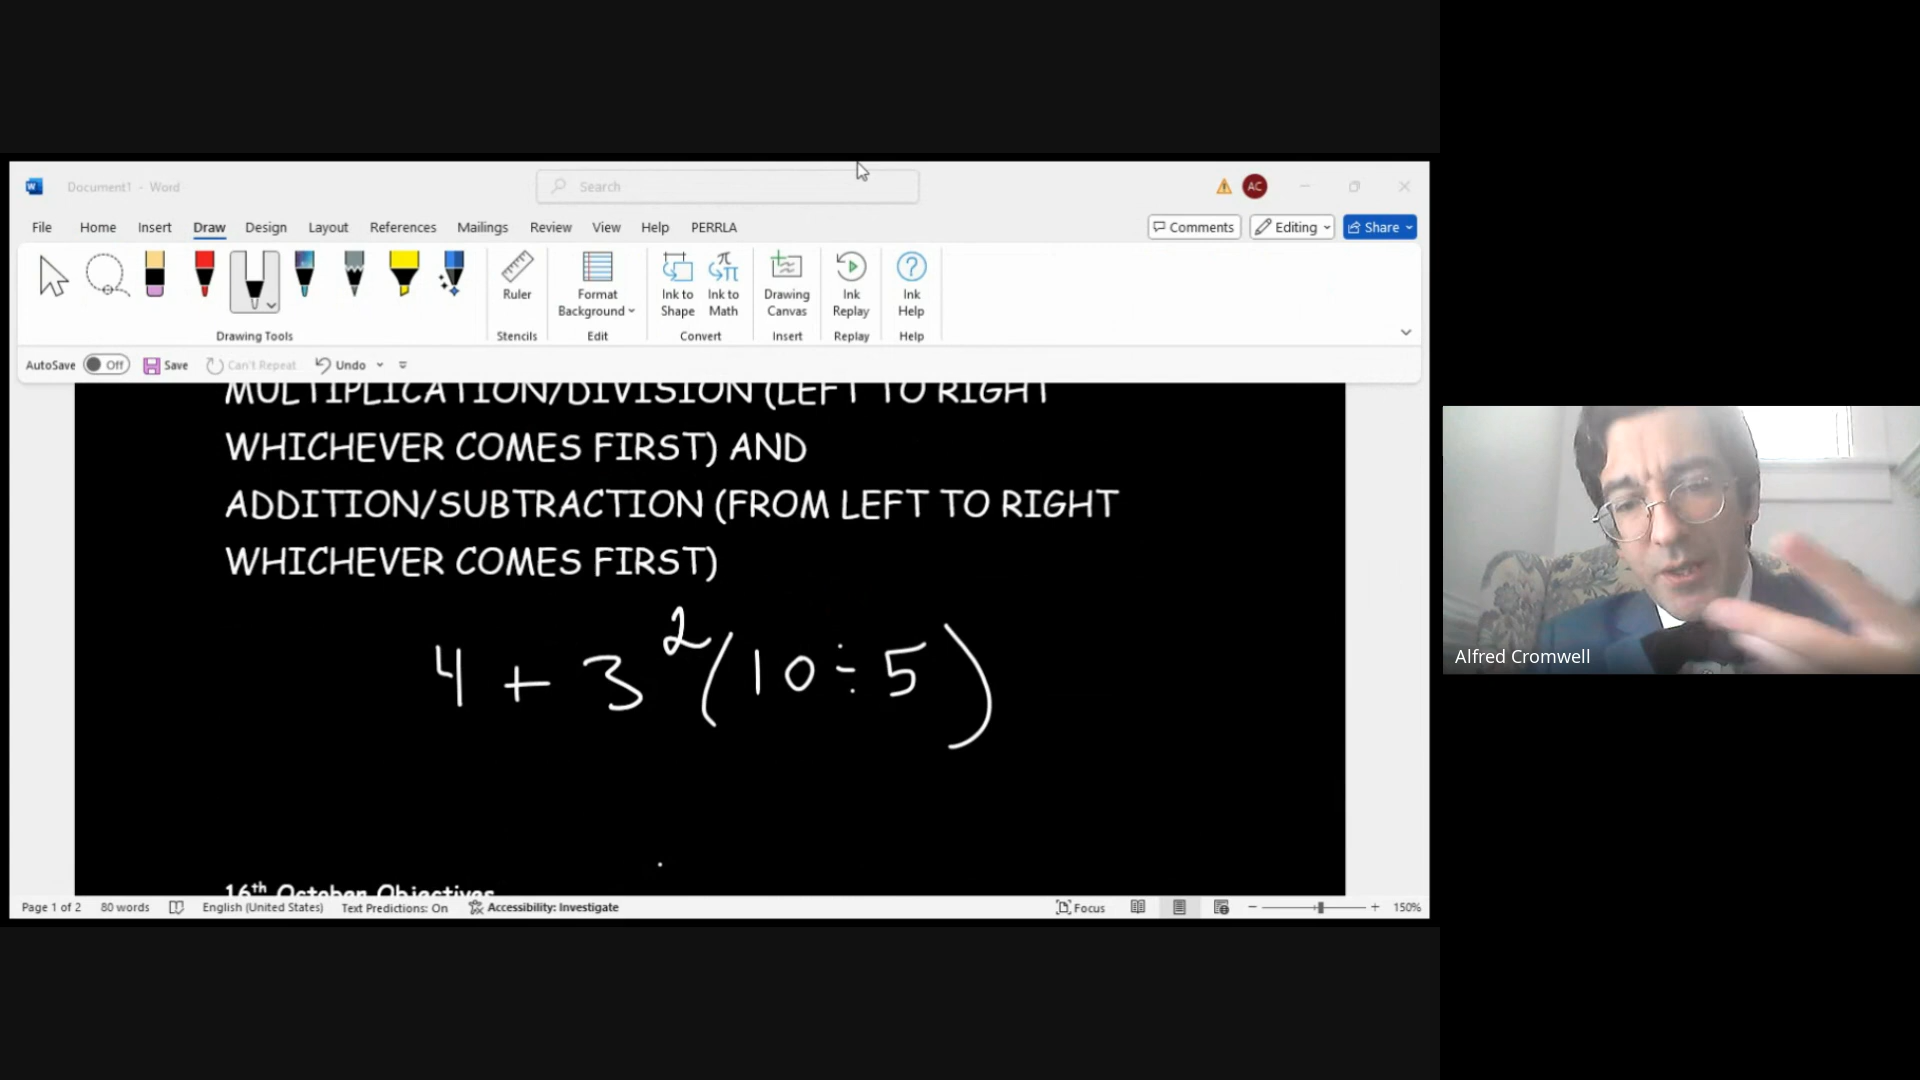 Document1 - Word
Search
AC
File Home Insert Draw Design Layout References Mailings Review View Help PERRLA
Comments Editing Share
Ruler
Format Background
Ink to Shape
Ink to Math
Drawing Canvas
Ink Replay
Ink Help
Drawing Tools Stencils Edit Convert Insert Replay Help
AutoSave Off Save Can't Repeat Undo
MULTIPLICATION/DIVISION (LEFT TO RIGHT
WHICHEVER COMES FIRST) AND
ADDITION/SUBTRACTION (FROM LEFT TO RIGHT
WHICHEVER COMES FIRST)
4 + 3²(10÷5)
16th October Objectives
Page 1 of 2 80 words English (United States) Text Predictions: On Accessibility: Investigate Focus 150%
Alfred Cromwell